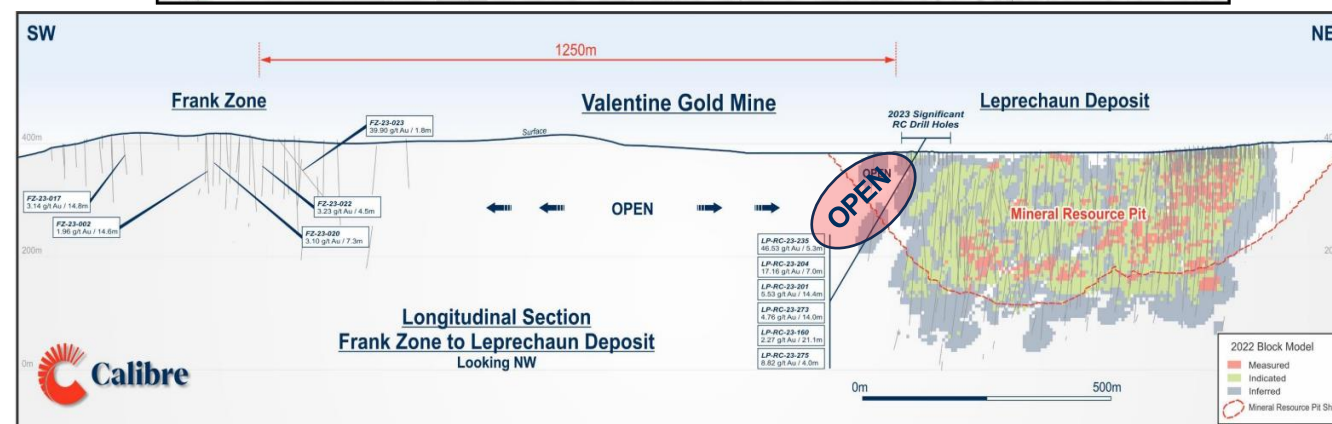 SW
NE
1250m
Frank Zone
Valentine Gold Mine
Leprechaun Deposit
2023 Significant
RC Drill Holes
FZ-23-023
39.90 g/t Au / 1.8m
400m
Surface
OPEN
OPEN
FZ-23-017
3.14 g/t Au / 14.8m
FZ-23-002
1.96 g/t Au / 14.6m
FZ-23-022
3.23 g/t Au / 4.5m
FZ-23-020
3.10 g/t Au / 7.3m
OPEN
Mineral Resource Pit
200m
LP-RC-23-235
46.53 g/t Au / 5.3m
LP-RC-23-204
17.16 g/t Au / 7.0m
LP-RC-23-201
5.53 g/t Au / 14.4m
LP-RC-23-273
4.76 g/t Au / 14.0m
LP-RC-23-160
2.27 g/t Au / 21.1m
LP-RC-23-275
8.62 g/t Au / 4.0m
Longitudinal Section
Frank Zone to Leprechaun Deposit
Looking NW
0m
Calibre
0m
500m
2022 Block Model
Measured
Indicated
Inferred
Mineral Resource Pit Sh